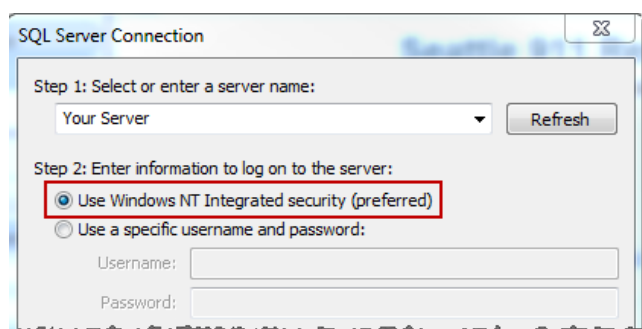 SQL Server Connection
Step 1: Select or enter a server name:
Your Server
Refresh
Step 2: Enter information to log on to the server:
Use Windows NT Integrated security (preferred)
Use a specific username and password:
Username:
Password: